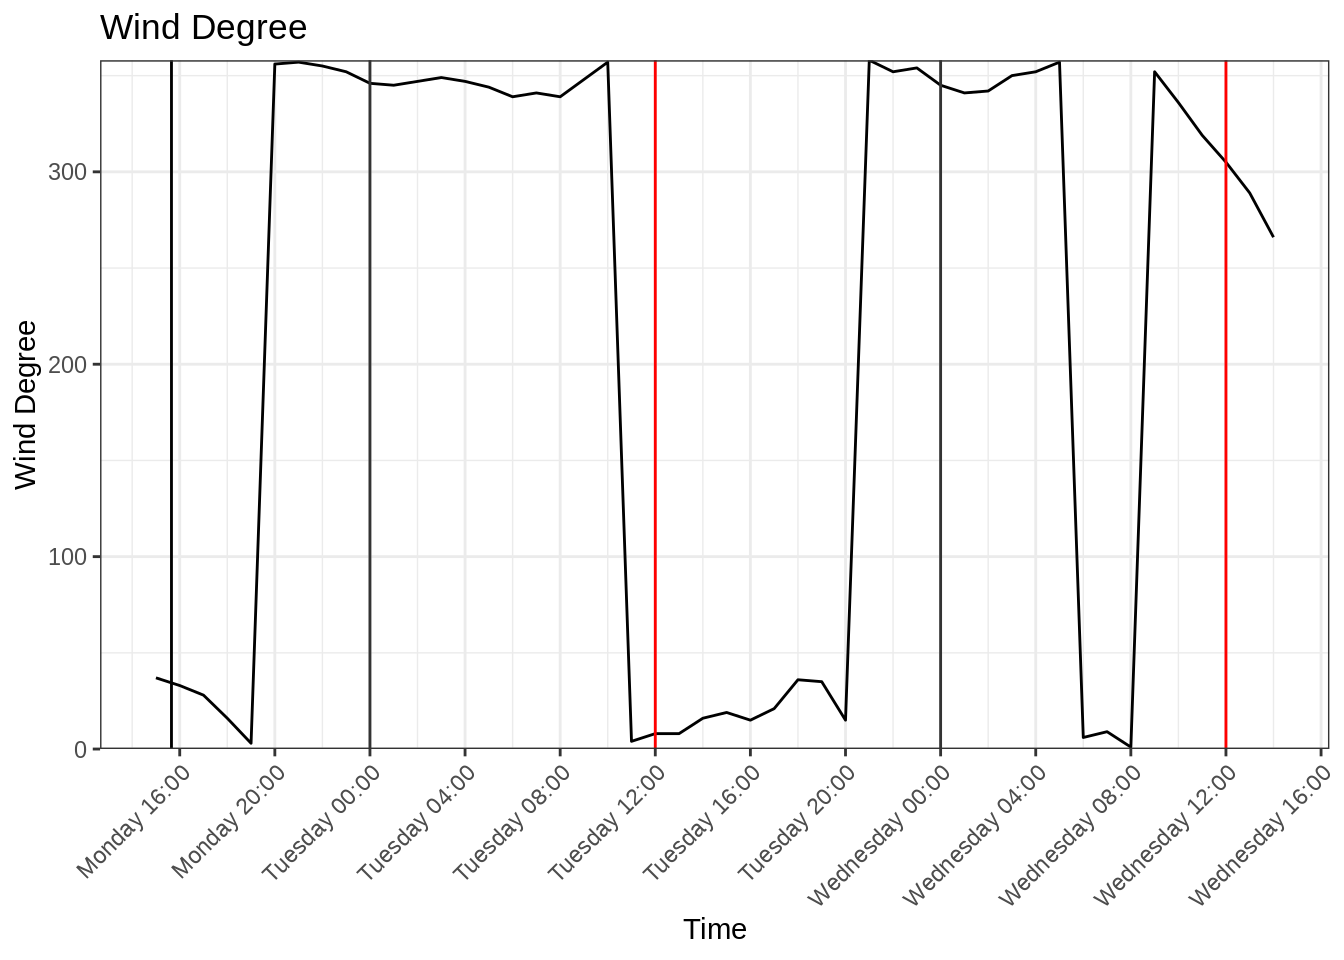 Wind Degree
Wind Degree
300
200
100
0
Monday 16:00
Monday 20:00
Tuesday 00:00
Tuesday 04:00
Tuesday 08:00
Tuesday 12:00
Tuesday 16:00
Tuesday 20:00
Wednesday 00:00
Wednesday 04:00
Wednesday 08:00
Wednesday 12:00
Wednesday 16:00
Time